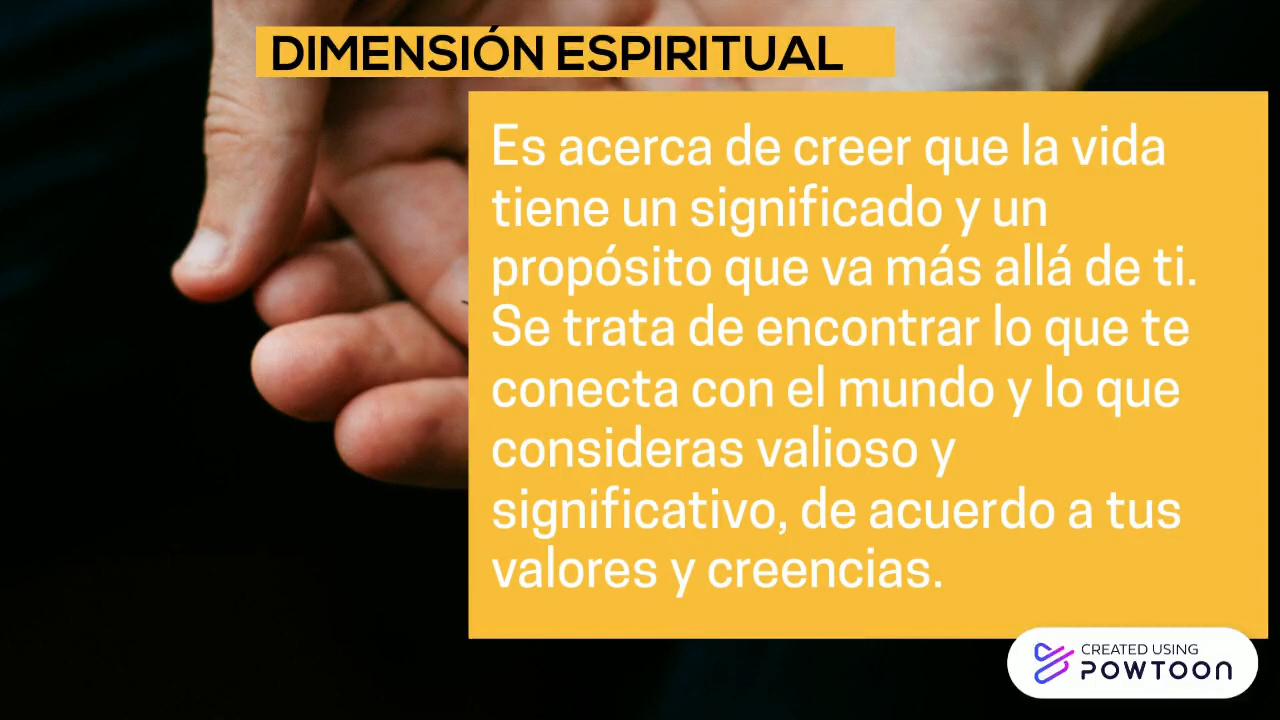 DIMENSIÓN ESPIRITUAL
Es acerca de creer que la vida
tiene un significado y un
propósito que va más allá de ti.
Se trata de encontrar lo que te
conecta con el mundo y lo que
consideras valioso y
significativo, de acuerdo a tus
valores y creencias.
CREATED USING
POWTOON